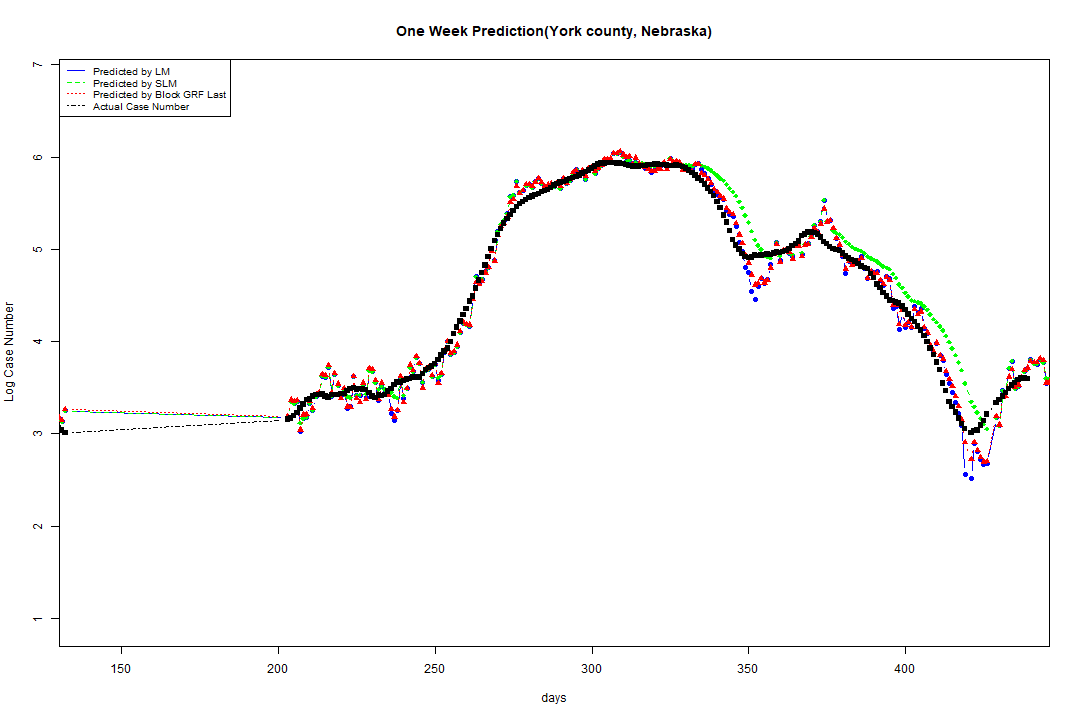 One Week Prediction(York county, Nebraska)
Predicted by LM
Predicted by SLM
Predicted by Block GRF Last
Actual Case Number
7
6
5
4
3
2
1
Log Case Number
150 200 250 300 350 400
days